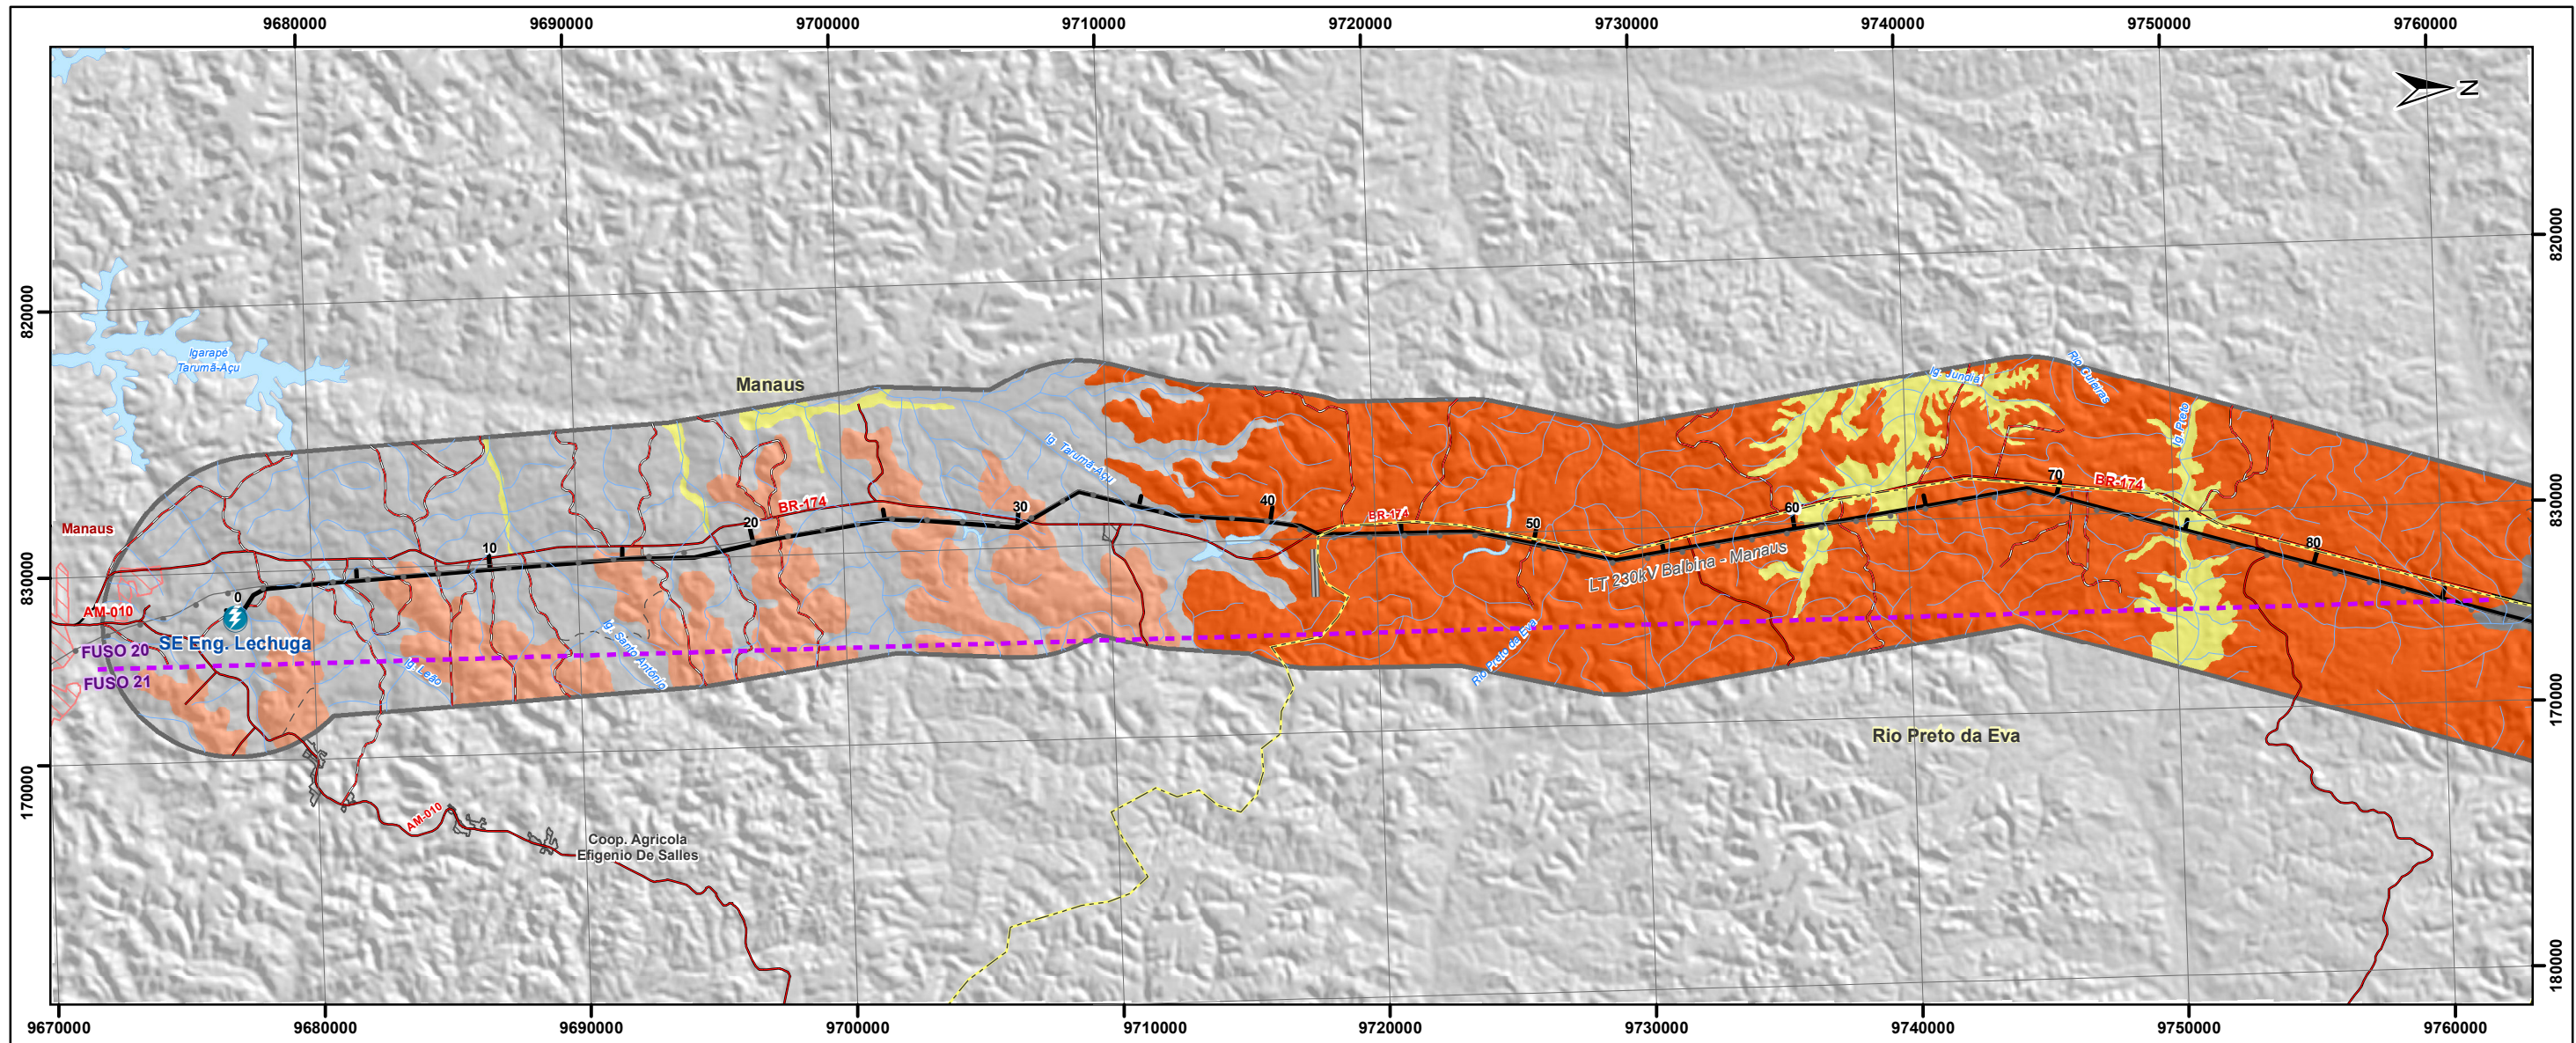 9680000 9690000 9700000 9710000 9720000 9730000 9740000 9750000 9760000
N
820000
820000
Igarapé
Tarumã-Açu
Manaus
Ig. Jundiá
Rio Cuieiras
Ig. Preto
Ig. Tarumã-Açu
830000
830000
Manaus
BR-174
BR-174
BR-174
0
10
20
30
40
50
60
70
80
LT 230kV Balbina - Manaus
AM-010
SE Eng. Lechuga
FUSO 20
FUSO 21
Ig. Leão
Ig. Santo Antônio
Rio Preto da Eva
170000
170000
Rio Preto da Eva
AM-010
Coop. Agricola
Efigenio De Salles
180000
9670000 9680000 9690000 9700000 9710000 9720000 9730000 9740000 9750000 9760000